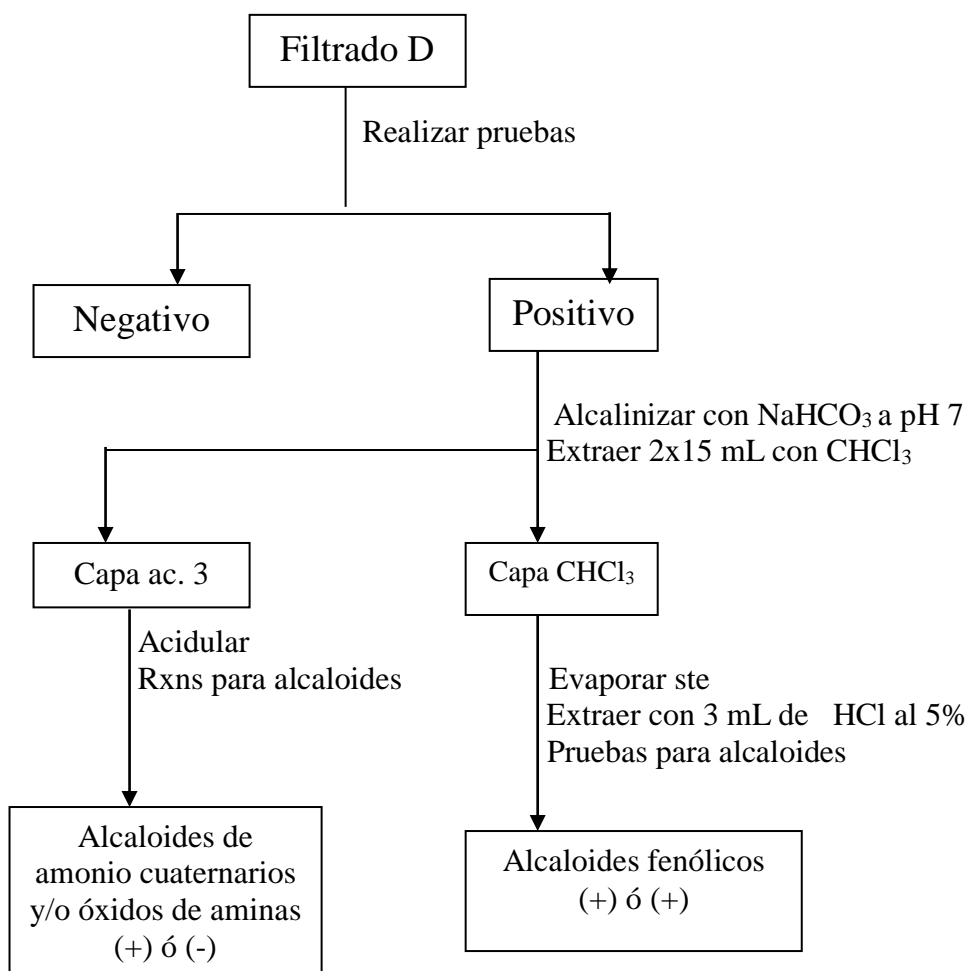 Filtrado D
Realizar pruebas
Negativo
Positivo
Alcalinizar con NaHCO₃ a pH 7
Extraer 2x15 mL con CHCl₃
Capa ac. 3
Capa CHCl₃
Acidular
Rxns para alcaloides
Evaporar ste
Extraer con 3 mL de HCl al 5%
Pruebas para alcaloides
Alcaloides de
amonio cuaternarios
y/o óxidos de aminas
(+) ó (-)
Alcaloides fenólicos
(+) ó (+)